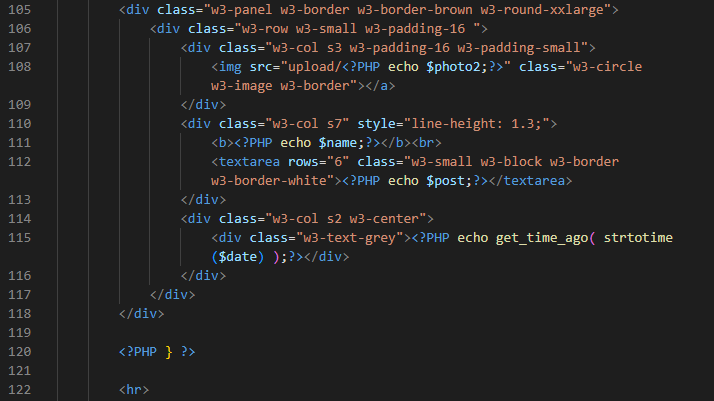 105 <div class="w3-panel w3-border w3-border-brown w3-round-xxlarge">
106 <div class="w3-row w3-small w3-padding-16 ">
107 <div class="w3-col s3 w3-padding-16 w3-padding-small">
108 <img src="upload/<?PHP echo $photo2;?>" class="w3-circle
w3-image w3-border"></a>
109 </div>
110 <div class="w3-col s7" style="line-height: 1.3;">
111 <b><?PHP echo $name;?></b><br>
112 <textarea rows="6" class="w3-small w3-block w3-border
w3-border-white"><?PHP echo $post;?></textarea>
113 </div>
114 <div class="w3-col s2 w3-center">
115 <div class="w3-text-grey"><?PHP echo get_time_ago( strtotime
($date) );?></div>
116 </div>
117 </div>
118 </div>
119
120 <?PHP } ?>
121
122 <hr>